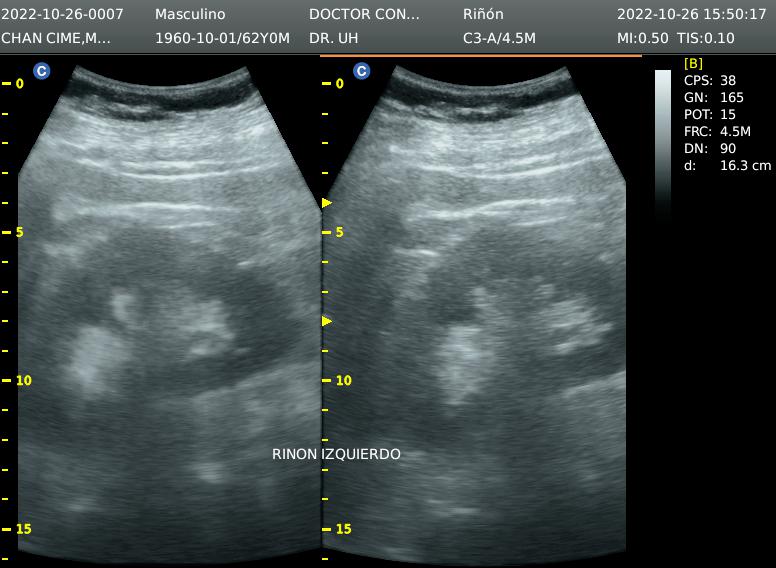 2022-10-26-0007 Masculino DOCTOR CON... Riñón 2022-10-26 15:50:17
CHAN CIME,M... 1960-10-01/62Y0M DR. UH C3-A/4.5M MI:0.50 TIS:0.10
C C
[B]
CPS: 38
GN: 165
POT: 15
FRC: 4.5M
DN: 90
d: 16.3 cm
0 0
5 5
10 10
RINON IZQUIERDO
15 15